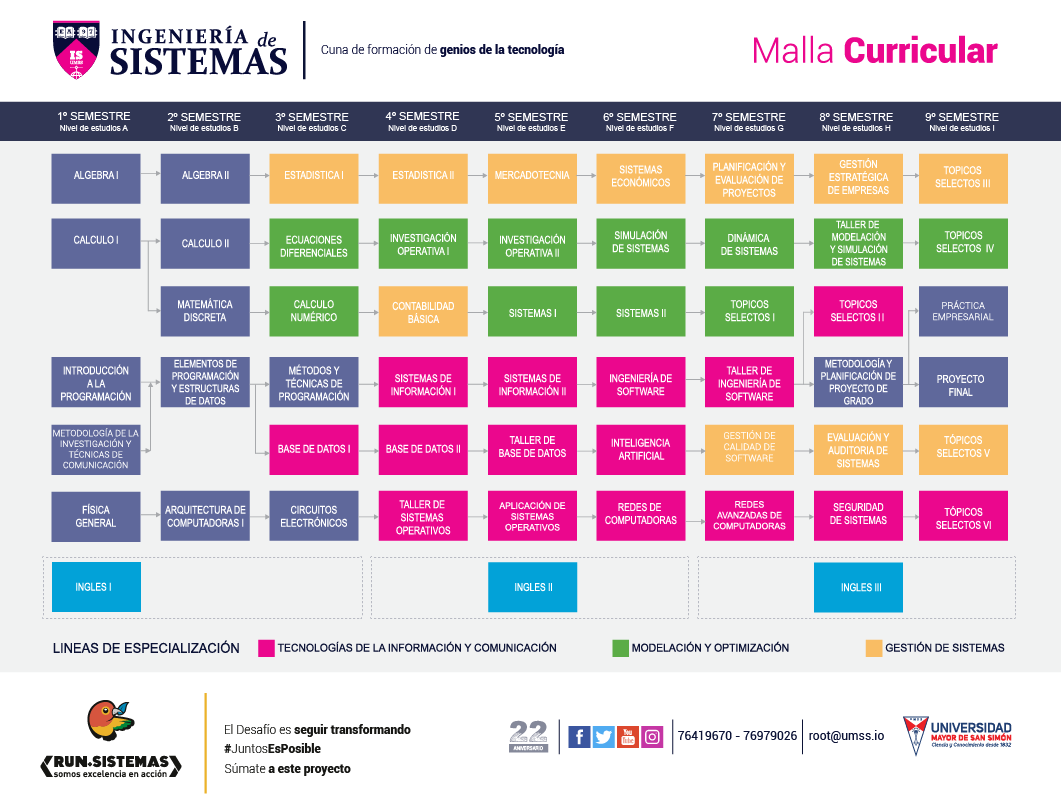 INGENIERÍA de
SISTEMAS
IS
UMSS
Cuna de formación de genios de la tecnología
Malla Curricular
1º SEMESTRE
Nivel de estudios A
2º SEMESTRE
Nivel de estudios B
3º SEMESTRE
Nivel de estudios C
4º SEMESTRE
Nivel de estudios D
5º SEMESTRE
Nivel de estudios E
6º SEMESTRE
Nivel de estudios F
7º SEMESTRE
Nivel de estudios G
8º SEMESTRE
Nivel de estudios H
9º SEMESTRE
Nivel de estudios I
ALGEBRA I
ALGEBRA II
ESTADISTICA I
ESTADISTICA II
MERCADOTECNIA
SISTEMAS
ECONÓMICOS
PLANIFICACIÓN Y
EVALUACIÓN DE
PROYECTOS
GESTIÓN
ESTRATÉGICA
DE EMPRESAS
TOPICOS
SELECTOS III
CALCULO I
CALCULO II
ECUACIONES
DIFERENCIALES
INVESTIGACIÓN
OPERATIVA I
INVESTIGACIÓN
OPERATIVA II
SIMULACIÓN
DE SISTEMAS
DINÁMICA
DE SISTEMAS
TALLER DE
MODELACIÓN
Y SIMULACIÓN
DE SISTEMAS
TOPICOS
SELECTOS IV
MATEMÁTICA
DISCRETA
CALCULO
NUMÉRICO
CONTABILIDAD
BÁSICA
SISTEMAS I
SISTEMAS II
TOPICOS
SELECTOS I
TOPICOS
SELECTOS II
PRÁCTICA
EMPRESARIAL
INTRODUCCIÓN
A LA
PROGRAMACIÓN
ELEMENTOS DE
PROGRAMACIÓN
Y ESTRUCTURAS
DE DATOS
MÉTODOS Y
TÉCNICAS DE
PROGRAMACIÓN
SISTEMAS DE
INFORMACIÓN I
SISTEMAS DE
INFORMACIÓN II
INGENIERÍA DE
SOFTWARE
TALLER DE
INGENIERÍA DE
SOFTWARE
METODOLOGÍA Y
PLANIFICACIÓN DE
PROYECTO DE
GRADO
PROYECTO
FINAL
METODOLOGÍA DE LA
INVESTIGACIÓN Y
TÉCNICAS DE
COMUNICACIÓN
BASE DE DATOS I
BASE DE DATOS II
TALLER DE
BASE DE DATOS
INTELIGENCIA
ARTIFICIAL
GESTIÓN DE
CALIDAD DE
SOFTWARE
EVALUACIÓN Y
AUDITORIA DE
SISTEMAS
TÓPICOS
SELECTOS V
FÍSICA
GENERAL
ARQUITECTURA DE
COMPUTADORAS I
CIRCUITOS
ELECTRÓNICOS
TALLER DE
SISTEMAS
OPERATIVOS
APLICACIÓN DE
SISTEMAS
OPERATIVOS
REDES DE
COMPUTADORAS
REDES
AVANZADAS DE
COMPUTADORAS
SEGURIDAD
DE SISTEMAS
TÓPICOS
SELECTOS VI
INGLES I
INGLES II
INGLES III
LINEAS DE ESPECIALIZACIÓN
TECNOLOGÍAS DE LA INFORMACIÓN Y COMUNICACIÓN
MODELACIÓN Y OPTIMIZACIÓN
GESTIÓN DE SISTEMAS
RUN.SISTEMAS
somos excelencia en acción
El Desafío es seguir transformando
#JuntosEsPosible
Súmate a este proyecto
22
ANIVERSARIO
You
Tube
76419670 - 76979026
root@umss.io
UMSS
UNIVERSIDAD
MAYOR DE SAN SIMÓN
Ciencia y Conocimiento desde 1832